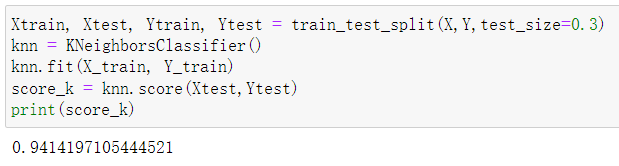 Xtrain, Xtest, Ytrain, Ytest = train_test_split(X,Y,test_size=0.3)
knn = KNeighborsClassifier()
knn.fit(X_train, Y_train)
score_k = knn.score(Xtest,Ytest)
print(score_k)
0.9414197105444521